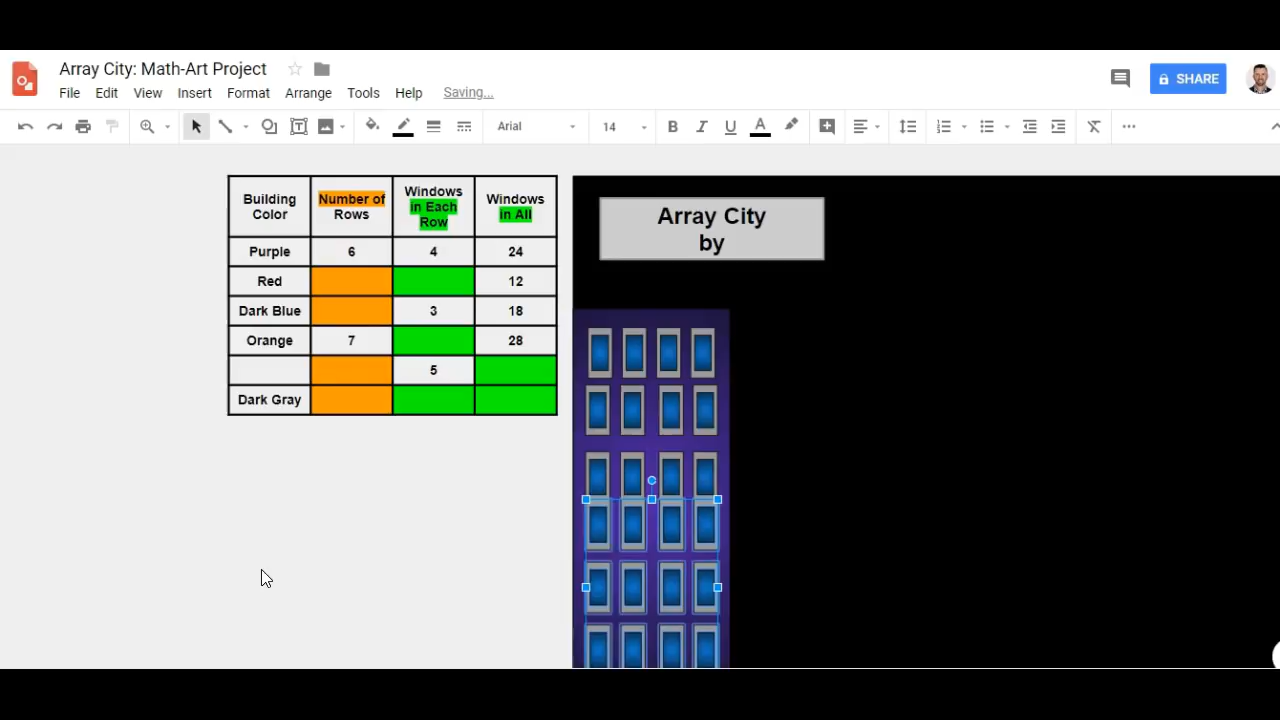 Array City: Math-Art Project
File Edit View Insert Format Arrange Tools Help Saving...
SHARE
Arial 14
B I U A
Building Color Number of Rows Windows in Each Row Windows in All
Purple 6 4 24
Red 12
Dark Blue 3 18
Orange 7 28
5
Dark Gray
Array City
by